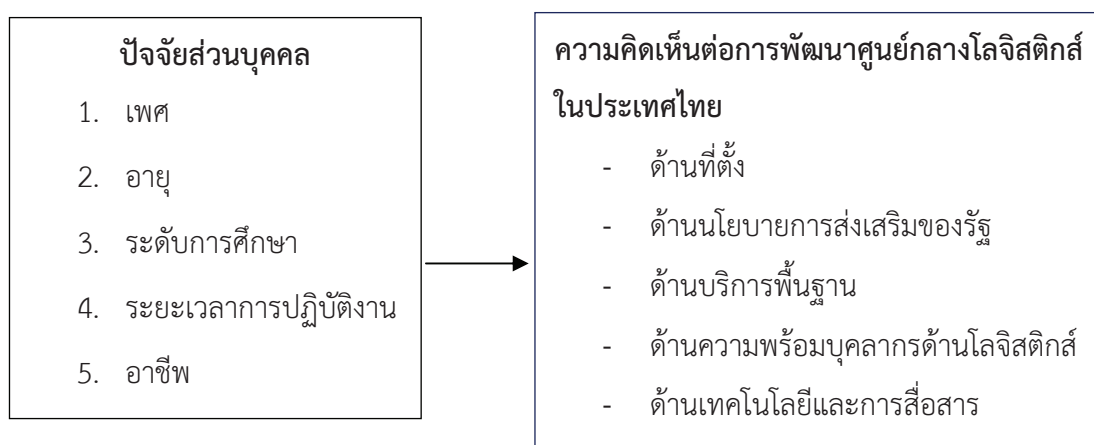 ปัจจัยส่วนบุคคล
1. เพศ
2. อายุ
3. ระดับการศึกษา
4. ระยะเวลาการปฏิบัติงาน
5. อาชีพ
ความคิดเห็นต่อการพัฒนาศูนย์กลางโลจิสติกส์
ในประเทศไทย
- ด้านที่ตั้ง
- ด้านนโยบายการส่งเสริมของรัฐ
- ด้านบริการพื้นฐาน
- ด้านความพร้อมบุคลากรด้านโลจิสติกส์
- ด้านเทคโนโลยีและการสื่อสาร